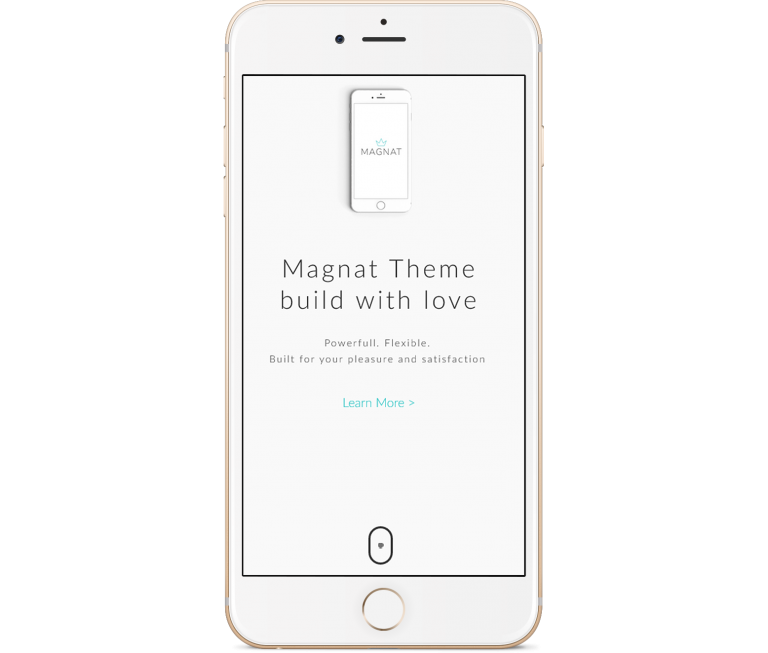 MAGNAT
Magnat Theme
build with love
Powerfull. Flexible.
Built for your pleasure and satisfaction
Learn More >